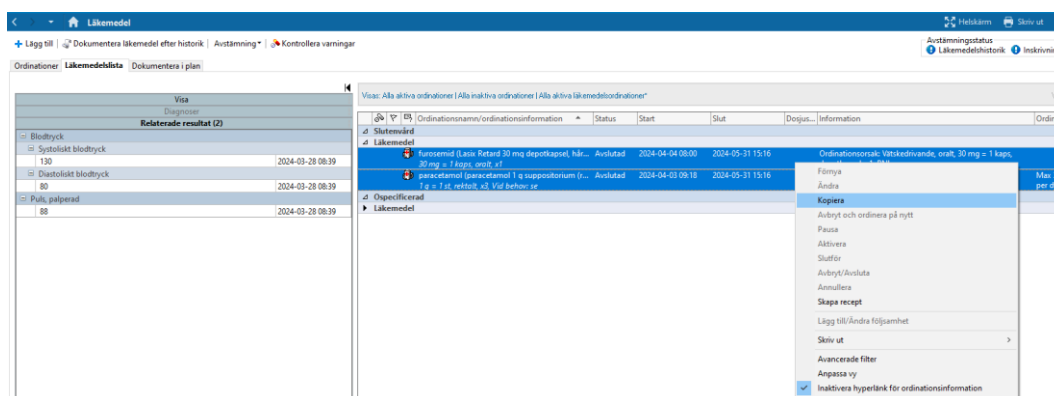 Läkemedel
Helskärm Skriv ut
Lägg till Dokumentera läkemedel efter historik Avstämning Kontrollera varningar
Avstämningsstatus
Läkemedelshistorik Inskrivni
Ordinationer Läkemedelslista Dokumentera i plan
Visa
Diagnoser
Relaterade resultat (2)
Blodtryck
Systoliskt blodtryck
130 2024-03-28 08:39
Diastoliskt blodtryck
80 2024-03-28 08:39
Puls, palperad
88 2024-03-28 08:39
Visas: Alla aktiva ordinationer | Alla inaktiva ordinationer | Alla aktiva läkemedelsordinationer*
Ordinationsnamn/ordinationsinformation Status Start Slut Dosjus... Information Ordin
Slutenvård
Läkemedel
furosemid (Lasix Retard 30 mg depotkapsel, hår... Avslutad 2024-04-04 08:00 2024-05-31 15:16 Ordinationsorsak: Vätskedrivande, oralt, 30 mg = 1 kaps,
30 mg = 1 kaps, oralt, x1
paracetamol (paracetamol 1 g suppositorium (r... Avslutad 2024-04-03 09:18 2024-05-31 15:16 Max
1 g = 1 st, rektalt, x3, Vid behov: se per d
Ospecificerad
Läkemedel
Förnya
Ändra
Kopiera
Avbryt och ordinera på nytt
Pausa
Aktivera
Slutför
Avbryt/Avsluta
Annullera
Skapa recept
Lägg till/Ändra följsamhet
Skriv ut
Avancerade filter
Anpassa vy
Inaktivera hyperlänk för ordinationsinformation